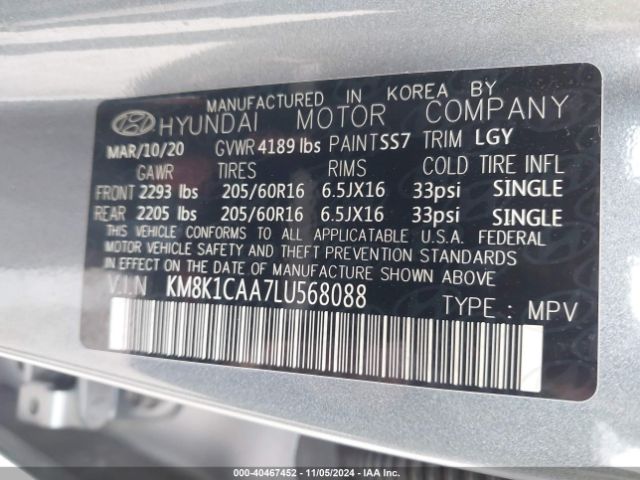 MANUFACTURED IN KOREA BY
HYUNDAI MOTOR COMPANY
MAR/10/20 GVWR 4189 lbs PAINT SS7 TRIM LGY
GAWR TIRES RIMS COLD TIRE INFL
FRONT 2293 lbs 205/60R16 6.5JX16 33psi SINGLE
REAR 2205 lbs 205/60R16 6.5JX16 33psi SINGLE
THIS VEHICLE CONFORMS TO ALL APPLICATABLE U.S.A. FEDERAL
MOTOR VEHICLE SAFETY AND THEFT PREVENTION STANDARDS
IN EFFECT ON THE DATE OF MANUFACTURE SHOWN ABOVE
V.I.N KM8K1CAA7LU568088 TYPE : MPV
000-40467452 - 11/05/2024 - IAA Inc.